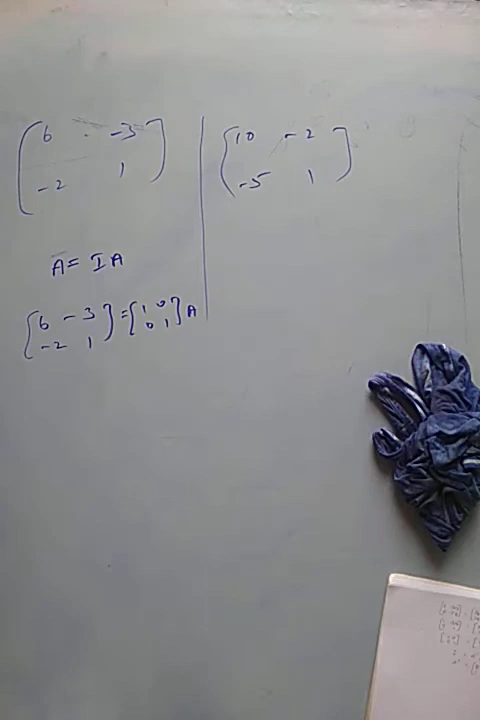 [6 -3] [10 -2]
[-2 1] [-5 1]
A = IA
[6 -3] = [1 0] A
[-2 1] [0 1]